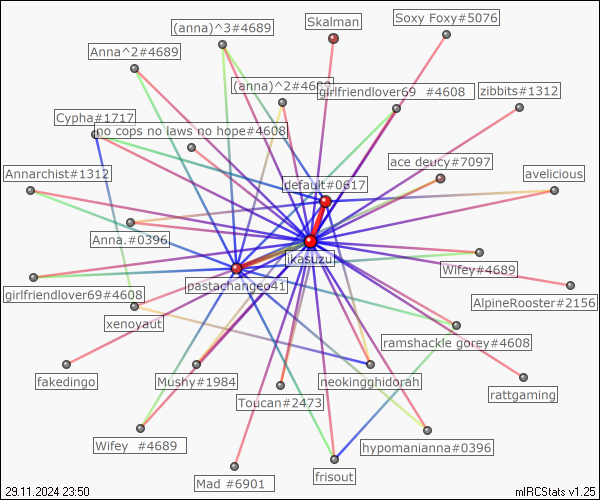 (anna)^3#4689
Skalman
Soxy Foxy#5076
Anna^2#4689
(anna)^2#4689
girlfriendlover69 #4608
zibbits#1312
Cypha#1717
no cops no laws no hope#4608
ace deucy#7097
Annarchist#1312
default#0617
avelicious
Anna.#0396
ikasuzu
Wifey#4689
pastachangeo41
girlfriendlover69#4608
AlpineRooster#2156
xenoyaut
ramshackle gorey#4608
fakedingo
Mushy#1984
neokingghidorah
rattgaming
Toucan#2473
Wifey #4689
hypomanianna#0396
Mad #6901
frisout
29.11.2024 23:50
mIRCStats v1.25